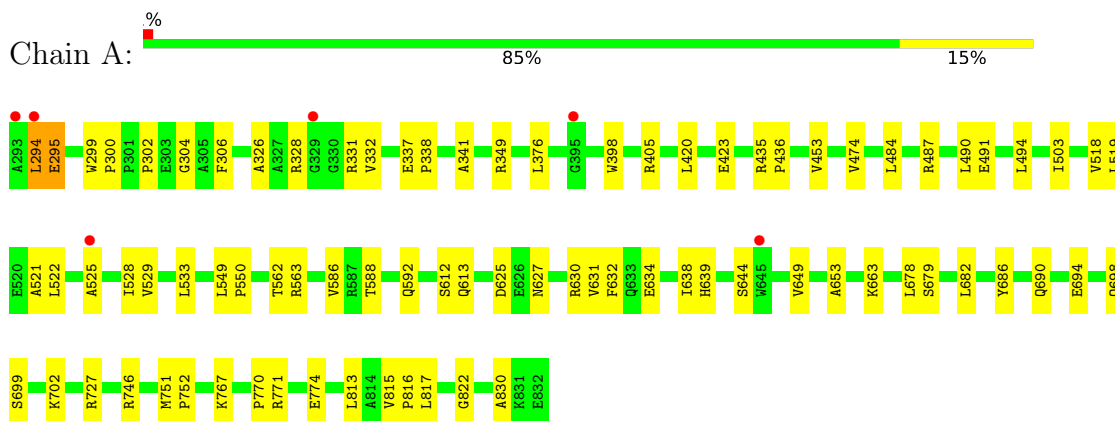 %
Chain A:
85% 15%
A293 L294 E295 W299 P300 P301 P302 E303 G304 A305 F306 A326 A327 R328 G329 G330 R331 V332 E337 P338 A341 R349 L376 G395 W398 R405 L420 E423 R435 P436 V453 V474 L484 R487 L490 E491 L494 I503 V518 L519
E520 A521 L522 A525 I528 V529 L533 L549 P550 T562 R563 V586 R587 T588 Q592 S612 Q613 D625 E626 N627 R630 V631 F632 Q633 E634 I638 H639 S644 W645 V649 A653 K663 L678 S679 L682 Y686 Q690 E694 Q698
S699 K702 R727 R746 M751 P752 K767 P770 R771 E774 L813 A814 V815 P816 L817 G822 A830 K831 E832